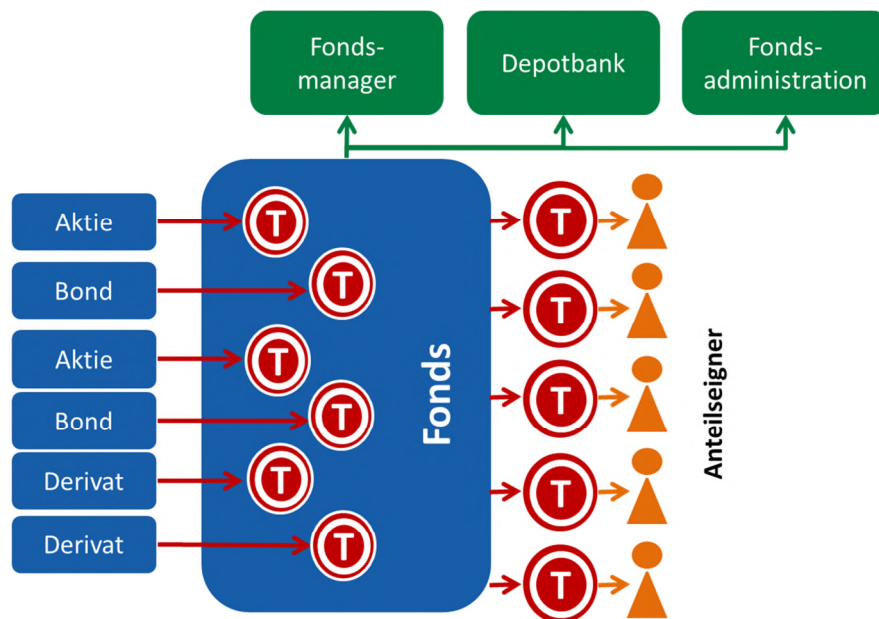 Fonds-
manager
Depotbank
Fonds-
administration
Aktie
T
T
Bond
T
T
Aktie
T
T
Bond
T
T
Derivat
T
T
Derivat
T
Fonds
Anteilseigner